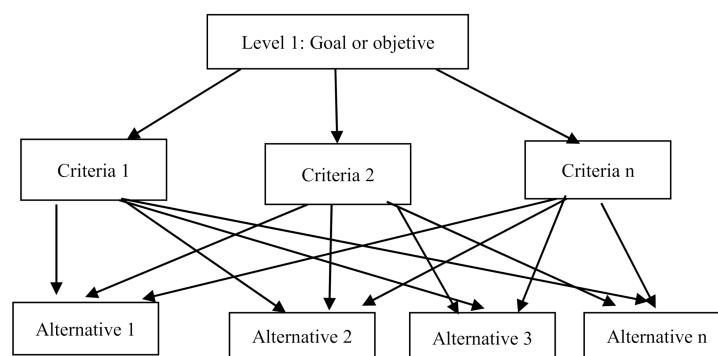 Level 1: Goal or objetive
Criteria 1
Criteria 2
Criteria n
Alternative 1
Alternative 2
Alternative 3
Alternative n